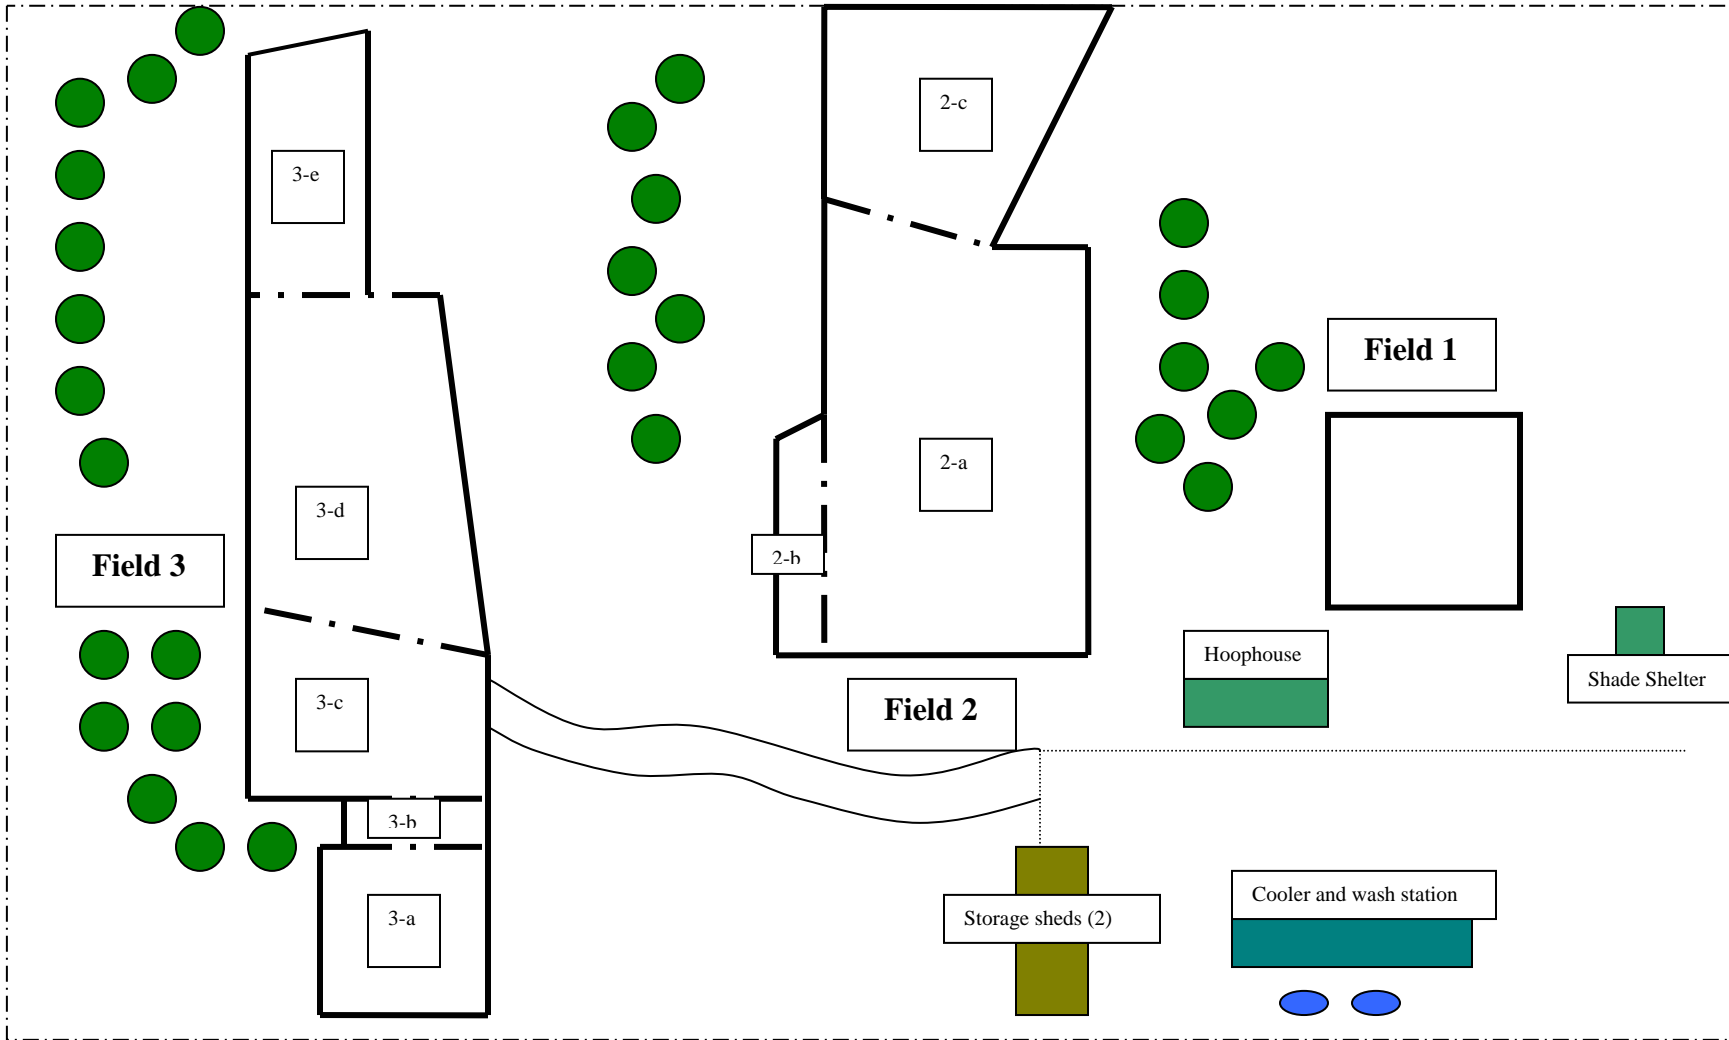 2-c
3-e
Field 1
2-a
3-d
2-b
Field 3
Hoophouse
Shade Shelter
3-c
Field 2
3-b
Cooler and wash station
3-a
Storage sheds (2)